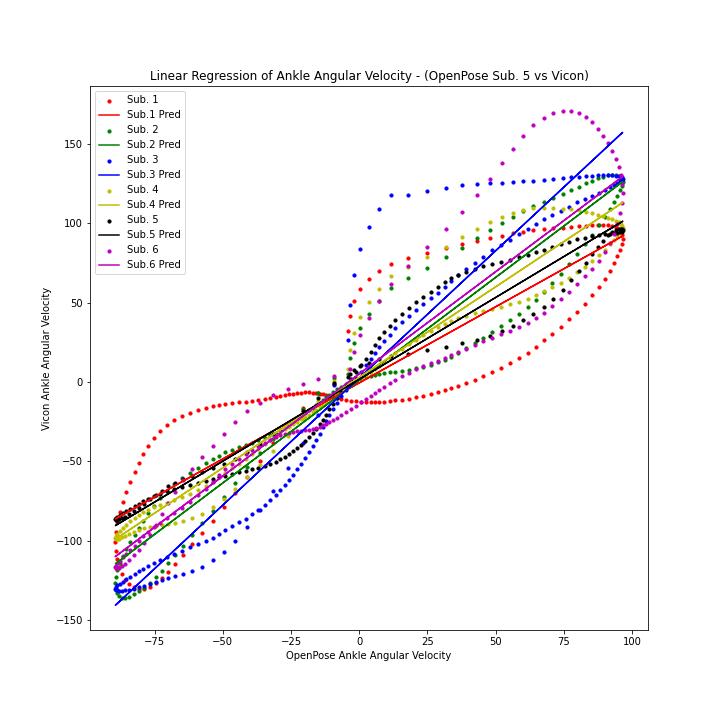 Linear Regression of Ankle Angular Velocity - (OpenPose Sub. 5 vs Vicon)
Sub. 1
Sub.1 Pred
Sub. 2
Sub.2 Pred
Sub. 3
Sub.3 Pred
Sub. 4
Sub.4 Pred
Sub. 5
Sub.5 Pred
Sub. 6
Sub.6 Pred
150
100
50
0
−50
−100
−150
Vicon Ankle Angular Velocity
−75
−50
−25
0
25
50
75
100
OpenPose Ankle Angular Velocity